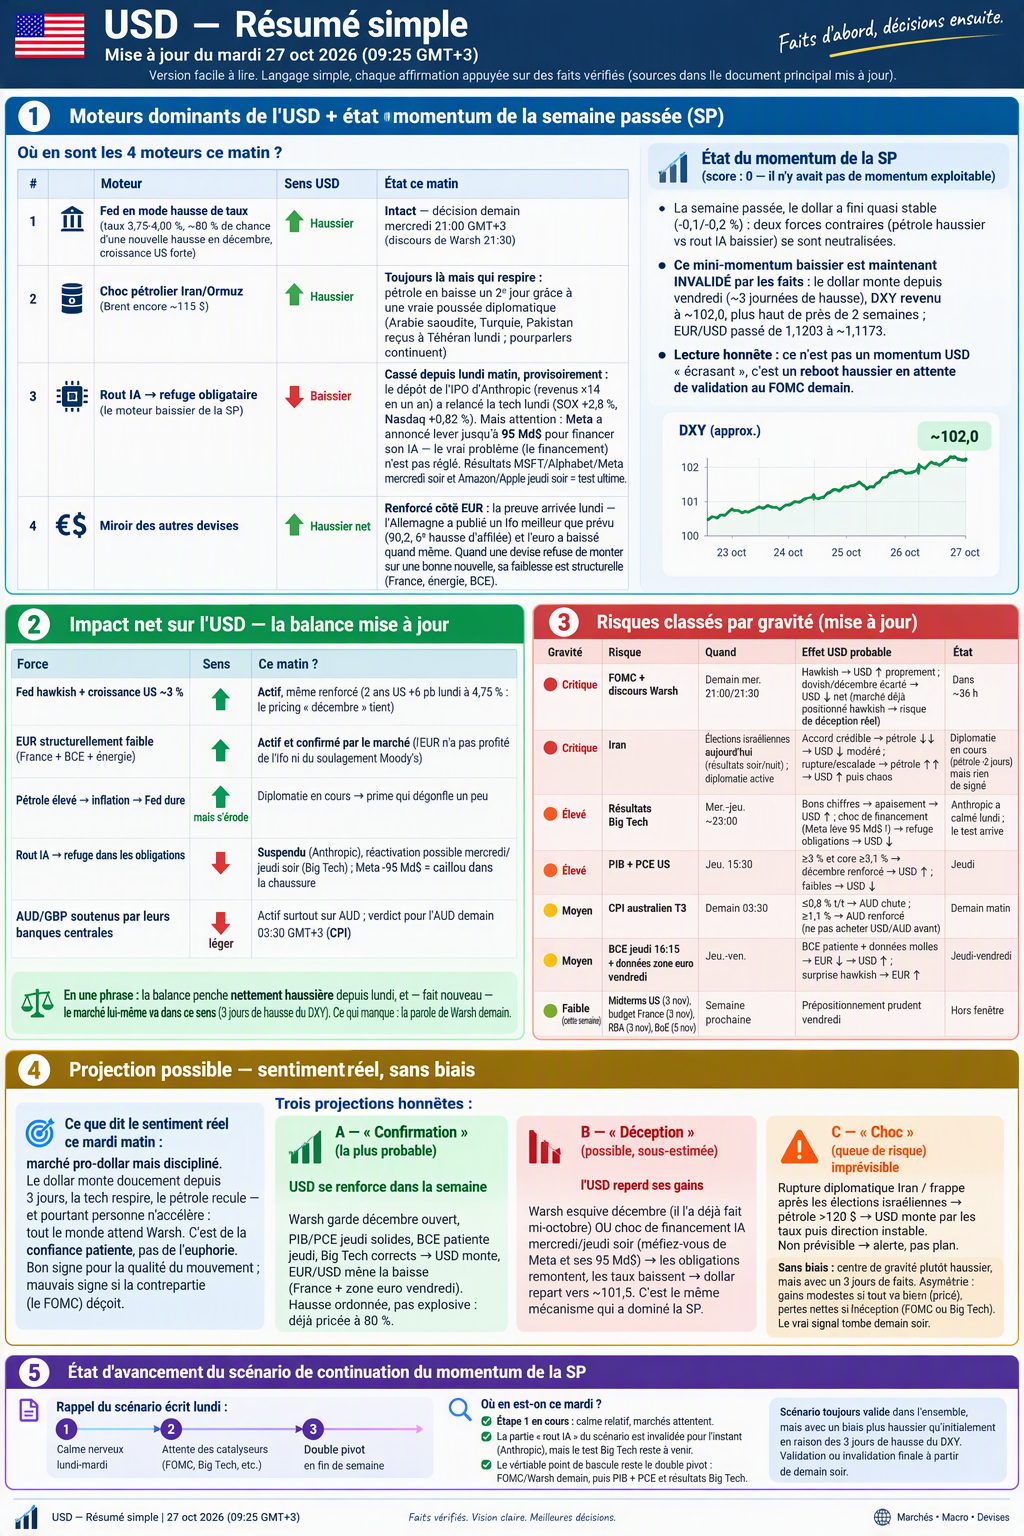 USD — Résumé simple
Mise à jour du mardi 27 oct 2026 (09:25 GMT+3)
Faits d'abord, décisions ensuite.
Version facile à lire. Langage simple, chaque affirmation appuyée sur des faits vérifiés (sources dans lle document principal mis à jour).
1 Moteurs dominants de l'USD + état momentum de la semaine passée (SP)
Où en sont les 4 moteurs ce matin ?
# Moteur Sens USD État ce matin
1
Fed en mode hausse de taux
(taux 3,75-4,00 %, ~80 % de chance
d'une nouvelle hausse en décembre,
croissance US forte)
Haussier
Intact — décision demain
mercredi 21:00 GMT+3
(discours de Warsh 21:30)
2
Choc pétrolier Iran/Ormuz
(Brent encore ~115 $)
Haussier
Toujours là mais qui respire :
pétrole en baisse un 2e jour grâce à
une vraie poussée diplomatique
(Arabie saoudite, Turquie, Pakistan
reçus à Téhéran lundi ; pourparlers
continuent)
3
Rout IA → refuge obligataire
(le moteur baissier de la SP)
Baissier
Cassé depuis lundi matin, provisoirement :
le dépôt de l'IPO d'Anthropic (revenus ×14
en un an) a relancé la tech lundi (SOX +2,8 %,
Nasdaq +0,82 %). Mais attention : Meta a
annoncé lever jusqu'à 95 Md$ pour financer
son IA — le vrai problème (le financement)
n'est pas réglé. Résultats MSFT/Alphabet/Meta
mercredi soir et Amazon/Apple jeudi soir = test ultime.
4
€$
Miroir des autres devises
Haussier net
Renforcé côtè EUR : la preuve arrivée lundi —
l'Allemagne a publié un Ifo meilleur que prévu
(90,2, 6e hausse d'affilée) et l'euro a baissé
quand même. Quand une devise refuse de monter
sur une bonne nouvelle, sa faiblesse est structurelle
(France, énergie, BCE).
État du momentum de la SP
(score : 0 — il n'y avait pas de momentum exploitable)
• La semaine passée, le dollar a fini quasi stable
(-0,1/-0,2 %) : deux forces contraires (pétrole haussier
vs rout IA baissier) se sont neutralisées.
• Ce mini-momentum baissier est maintenant
INVALIDÉ par les faits : le dollar monte depuis
vendredi (~3 journées de hausse), DXY revenu
à ~102,0, plus haut de près de 2 semaines ;
EUR/USD passé de 1,1203 à ~1,1173.
• Lecture honnête : ce n'est pas un momentum USD
« écrasant », c'est un reboot haussier en attente
de validation au FOMC demain.
DXY (approx.)
~102,0
102
101
100
23 oct 24 oct 25 oct 26 oct 27 oct
2 Impact net sur l'USD — la balance mise à jour
Force Sens Ce matin ?
Fed hawkish + croissance US ~3 %
Actif, même renforcé (2 ans US +6 pb lundi à 4,75 % :
le pricing « décembre » tient)
EUR structurellement faible
(France + BCE + énergie)
Actif et confirmé par le marché (l'EUR n'a pas profité
de l'Ifo ni du soulagement Moody's)
Pétrole élevé → inflation → Fed dure
mais s'érode
Diplomatie en cours → prime qui dégonfle un peu
Rout IA → refuge dans les obligations
Suspendu (Anthropic), réactivation possible mercredi/
jeudi soir (Big Tech) ; Meta -95 Md$ = caillou dans
la chaussure
AUD/GBP soutenus par leurs
banques centrales
léger
Actif surtout sur AUD ; verdict pour l'AUD demain
03:30 GMT+3 (CPI)
En une phrase : la balance penche nettement haussière depuis lundi, et — fait nouveau —
le marché lui-même va dans ce sens (3 jours de hausse du DXY). Ce qui manque : la parole de Warsh demain.
3 Risques classés par gravité (mise à jour)
Gravité Risque Quand Effet USD probable État
Critique
FOMC +
discours Warsh
Demain mer.
21:00/21:30
Hawkish → USD ↑ proprement ;
dovish/décembre écarté →
USD ↓ net (marché déjà
positionné hawkish → risque
de déception réel)
Dans
~36 h
Critique
Iran
Élections israéliennes
aujourd'hui
(résultats soir/nuit) ;
diplomatie active
Accord crédible → pétrole ↓↓
→ USD ↓ modéré ;
rupture/escalade → pétrole ↑↑
→ USD ↑ puis chaos
Diplomatie
en cours
(pétrole -2 jours)
mais rien
de signé
Élevé
Résultats
Big Tech
Mer.-jeu.
~23:00
Bons chiffres → apaisement →
USD ↑ ; choc de financement
(Meta lève 95 Md$ !) → refuge
obligations → USD ↓
Anthropic a
calmé lundi ;
le test arrive
Élevé
PIB + PCE US
Jeu. 15:30
≥3 % et core ≥3,1 % →
décembre renforcé → USD ↑ ;
faibles → USD ↓
Jeudi
Moyen
CPI australien T3
Demain 03:30
≤0,8 % t/t → AUD chute ;
≥1,1 % → AUD renforcé
(ne pas acheter USD/AUD avant)
Demain matin
Moyen
BCE jeudi 16:15
+ données zone euro
vendredi
Jeu.-ven.
BCE patiente + données molles
→ EUR ↓ → USD ↑ ;
surprise hawkish → EUR ↑
Jeudi-vendredi
Faible
(cette semaine)
Midterms US (3 nov),
budget France (3 nov),
RBA (3 nov), BoE (5 nov)
Semaine
prochaine
Prépositionnement prudent
vendredi
Hors fenêtre
4 Projection possible — sentiment réel, sans biais
Ce que dit le sentiment réel
ce mardi matin :
marché pro-dollar mais discipliné.
Le dollar monte doucement depuis
3 jours, la tech respire, le pétrole recule —
et pourtant personne n'accélère :
tout le monde attend Warsh. C'est de la
confiance patiente, pas de l'euphorie.
Bon signe pour la qualité du mouvement ;
mauvais signe si la contrepartie
(le FOMC) déçoit.
Trois projections honnêtes :
A — « Confirmation »
(la plus probable)
USD se renforce dans la semaine
Warsh garde décembre ouvert,
PIB/PCE jeudi solides, BCE patiente
jeudi, Big Tech corrects → USD monte,
EUR/USD mène la baisse
(France + zone euro vendredi).
Hausse ordonnée, pas explosive :
déjà pricée à 80 %.
B — « Déception »
(possible, sous-estimée)
l'USD reperd ses gains
Warsh esquive décembre (il l'a déjà fait
mi-octobre) OU choc de financement IA
mercredi/jeudi soir (méfiez-vous de
Meta et ses 95 Md$) → les obligations
remontent, les taux baissent → dollar
repart vers ~101,5. C'est le même
mécanisme qui a dominé la SP.
C — « Choc »
(queue de risque)
imprévisible
Rupture diplomatique Iran / frappe
après les élections israéliennes →
pétrole >120 $ → USD monte par les
taux puis direction instable.
Non prévisible → alerte, pas plan.
Sans biais : centre de gravité plutôt haussier,
mais avec un 3 jours de faits. Asymétrie :
gains modestes si tout va bien (pricé),
pertes nettes si lnéception (FOMC ou Big Tech).
Le vrai signal tombe demain soir.
5 État d'avancement du scénario de continuation du momentum de la SP
Rappel du scénario écrit lundi :
1 2 3
Calme nerveux
lundi-mardi
Attente des catalyseurs
(FOMC, Big Tech, etc.)
Double pivot
en fin de semaine
Où en est-on ce mardi ?
Étape 1 en cours : calme relatif, marchés attentent.
La partie « rout IA » du scénario est invalidée pour l'instant
(Anthropic), mais le test Big Tech reste à venir.
Le vértiable point de bascule reste le double pivot :
FOMC/Warsh demain, puis PIB + PCE et résultats Big Tech.
Scénario toujours valide dans l'ensemble,
mais avec un biais plus haussier qu'initialement
en raison des 3 jours de hausse du DXY.
Validation ou invalidation finale à partir
de demain soir.
USD — Résumé simple | 27 oct 2026 (09:25 GMT+3)
Faits vérifiés. Vision claire. Meilleures décisions.
Marchés • Macro • Devises